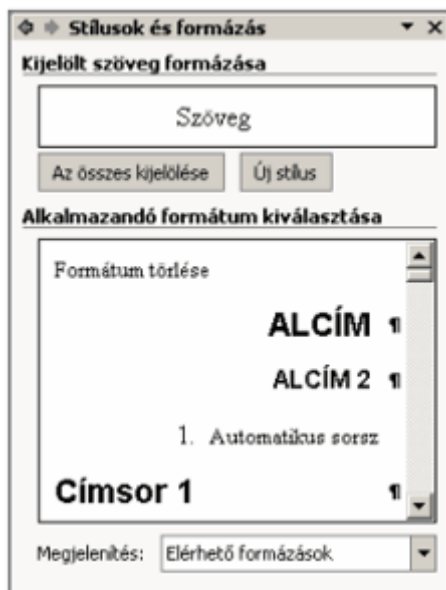 Stílusok és formázás
Kijelölt szöveg formázása
Szöveg
Az összes kijelölése Új stílus
Alkalmazandó formátum kiválasztása
Formátum törlése
ALCÍM ¶
ALCÍM 2 ¶
1. Automatikus sorsz
Címsor 1 ¶
Megjelenítés: Elérhető formázások